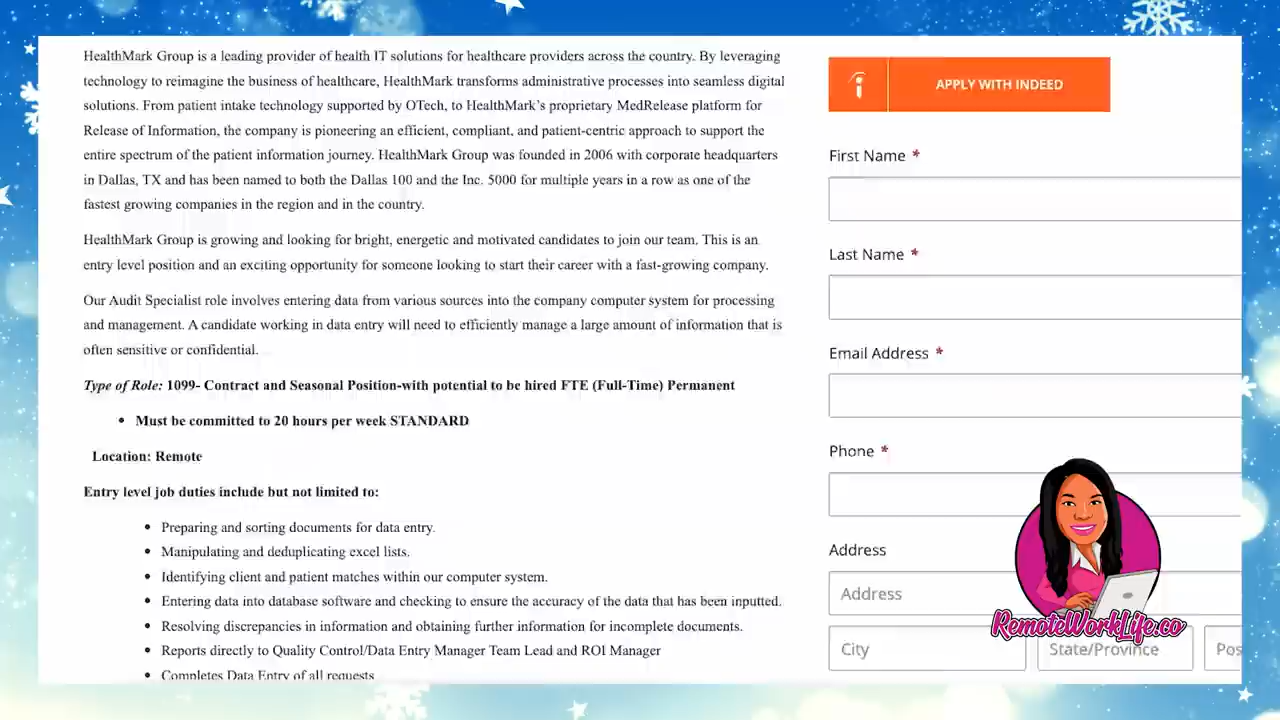 HealthMark Group is a leading provider of health IT solutions for healthcare providers across the country. By leveraging
technology to reimagine the business of healthcare, HealthMark transforms administrative processes into seamless digital
solutions. From patient intake technology supported by OTech, to HealthMark's proprietary MedRelease platform for
Release of Information, the company is pioneering an efficient, compliant, and patient-centric approach to support the
entire spectrum of the patient information journey. HealthMark Group was founded in 2006 with corporate headquarters
in Dallas, TX and has been named to both the Dallas 100 and the Inc. 5000 for multiple years in a row as one of the
fastest growing companies in the region and in the country.
HealthMark Group is growing and looking for bright, energetic and motivated candidates to join our team. This is an
entry level position and an exciting opportunity for someone looking to start their career with a fast-growing company.
Our Audit Specialist role involves entering data from various sources into the company computer system for processing
and management. A candidate working in data entry will need to efficiently manage a large amount of information that is
often sensitive or confidential.
Type of Role: 1099- Contract and Seasonal Position-with potential to be hired FTE (Full-Time) Permanent
• Must be committed to 20 hours per week STANDARD
Location: Remote
Entry level job duties include but not limited to:
• Preparing and sorting documents for data entry.
• Manipulating and deduplicating excel lists.
• Identifying client and patient matches within our computer system.
• Entering data into database software and checking to ensure the accuracy of the data that has been inputted.
• Resolving discrepancies in information and obtaining further information for incomplete documents.
• Reports directly to Quality Control/Data Entry Manager Team Lead and ROI Manager
• Completes Data Entry of all requests
APPLY WITH INDEED
First Name *
Last Name *
Email Address *
Phone *
Address
Address
City
State/Province
Pos
RemoteWorkLife.co